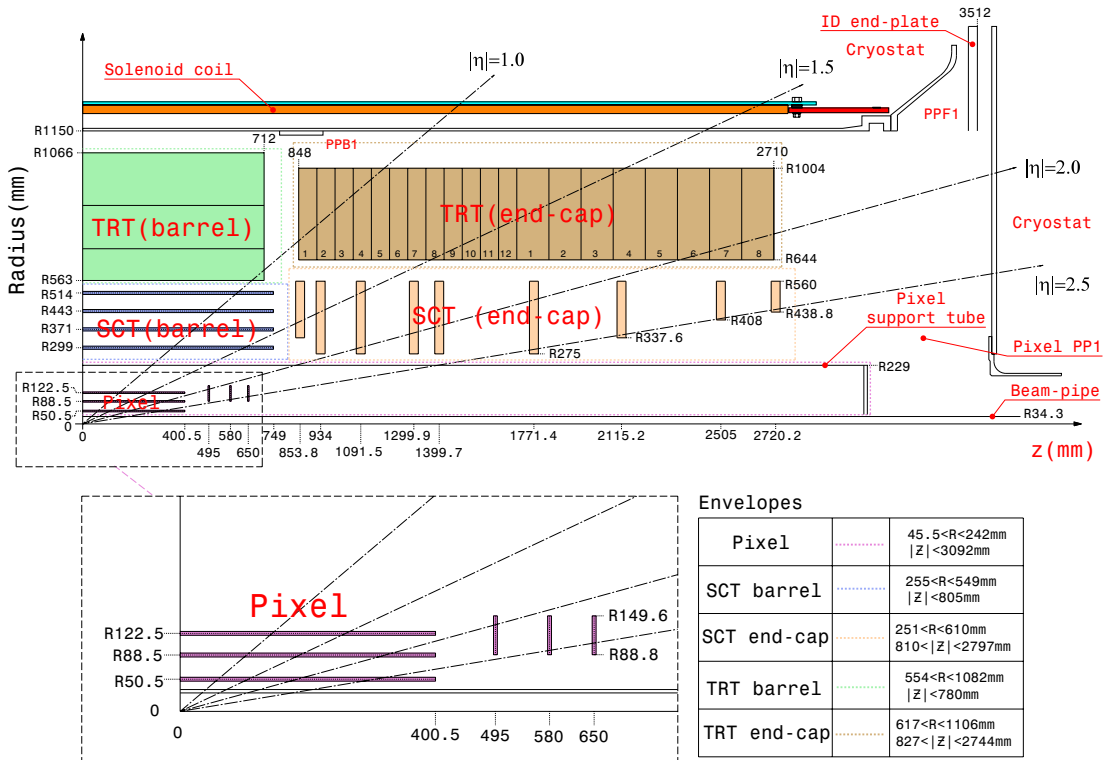 3512
ID end-plate
Cryostat
|η|=1.0
|η|=1.5
Solenoid coil
PPF1
R1150
712
PPB1
R1066
848
2710
R1004
|η|=2.0
TRT(barrel)
TRT(end-cap)
Cryostat
Radius(mm)
1 2 3 4 5 6 7 8 9 10 11 12 1 2 3 4 5 6 7 8
R644
R563
R560
|η|=2.5
R514
R443
SCT(barrel)
SCT (end-cap)
R438.8
R408
Pixel
support tube
R371
R337.6
Pixel PP1
R299
R275
R229
R122.5
R88.5
Pixel
R50.5
Beam-pipe
R34.3
0
0
400.5
580
749
934
1299.9
1771.4
2115.2
2505
2720.2
495
650
853.8
1091.5
1399.7
z(mm)
Pixel
R122.5
R149.6
R88.5
R88.8
R50.5
0
0
400.5
495
580
650
Envelopes
Pixel
45.5<R<242mm
|Z|<3092mm
SCT barrel
255<R<549mm
|Z|<805mm
SCT end-cap
251<R<610mm
810<|Z|<2797mm
TRT barrel
554<R<1082mm
|Z|<780mm
TRT end-cap
617<R<1106mm
827<|Z|<2744mm